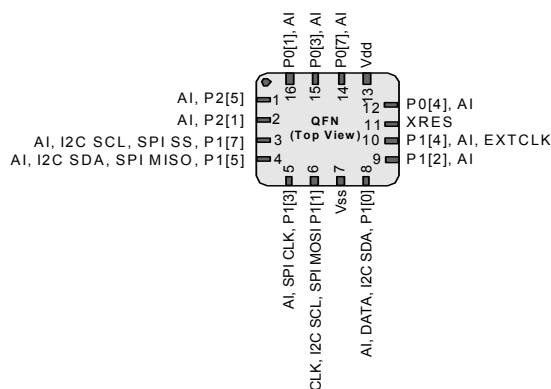 P0[1], AI
P0[3], AI
P0[7], AI
Vdd
16
15
14
13
AI, P2[5]
1
AI, P2[1]
2
AI, I2C SCL, SPI SS, P1[7]
3
AI, I2C SDA, SPI MISO, P1[5]
4
QFN
(Top View)
12
P0[4], AI
11
XRES
10
P1[4], AI, EXTCLK
9
P1[2], AI
5
6
7
8
AI, SPI CLK, P1[3]
CLK, I2C SCL, SPI MOSI P1[1]
Vss
AI, DATA, I2C SDA, P1[0]